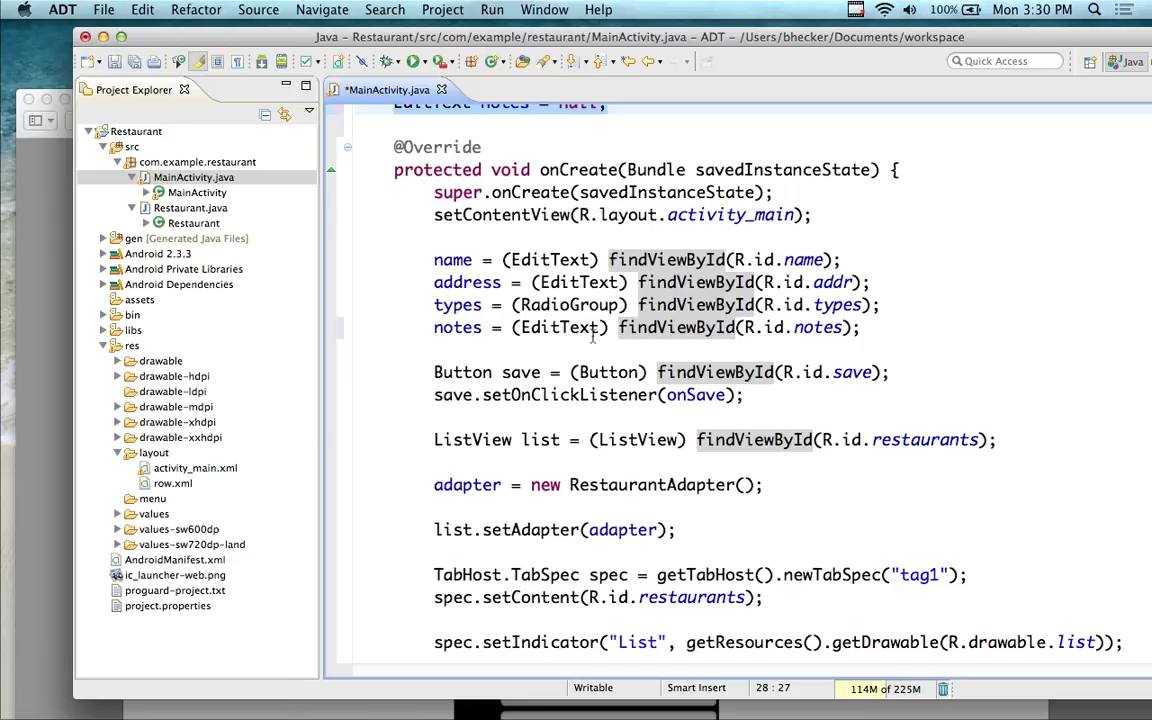 ADT File Edit Refactor Source Navigate Search Project Run Window Help 100% Mon 3:30 PM
Java - Restaurant/src/com/example/restaurant/MainActivity.java - ADT - /Users/bhecker/Documents/workspace
Quick Access
Java
Project Explorer
*MainActivity.java
Restaurant
src
com.example.restaurant
MainActivity.java
MainActivity
Restaurant.java
Restaurant
gen [Generated Java Files]
Android 2.3.3
Android Private Libraries
Android Dependencies
assets
bin
libs
res
drawable
drawable-hdpi
drawable-ldpi
drawable-mdpi
drawable-xhdpi
drawable-xxhdpi
layout
activity_main.xml
row.xml
menu
values
values-sw600dp
values-sw720dp-land
AndroidManifest.xml
ic_launcher-web.png
proguard-project.txt
project.properties
EditText notes = null;
@Override
protected void onCreate(Bundle savedInstanceState) {
super.onCreate(savedInstanceState);
setContentView(R.layout.activity_main);
name = (EditText) findViewById(R.id.name);
address = (EditText) findViewById(R.id.addr);
types = (RadioGroup) findViewById(R.id.types);
notes = (EditText) findViewById(R.id.notes);
Button save = (Button) findViewById(R.id.save);
save.setOnClickListener(onSave);
ListView list = (ListView) findViewById(R.id.restaurants);
adapter = new RestaurantAdapter();
list.setAdapter(adapter);
TabHost.TabSpec spec = getTabHost().newTabSpec("tag1");
spec.setContent(R.id.restaurants);
spec.setIndicator("List", getResources().getDrawable(R.drawable.list));
Writable Smart Insert 28 : 27 114M of 225M